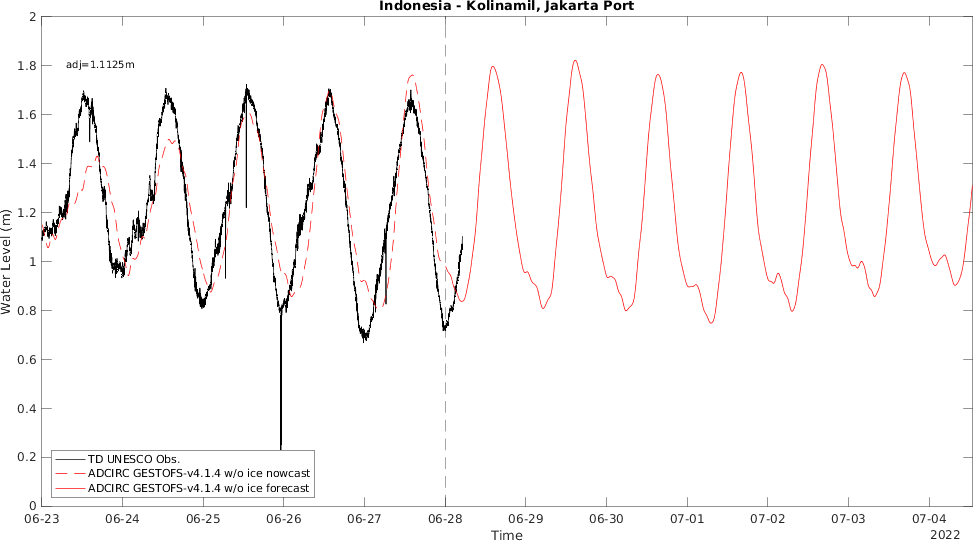 Indonesia - Kolinamil, Jakarta Port
adj=1.1125m
Water Level (m)
2
1.8
1.6
1.4
1.2
1
0.8
0.6
0.4
0.2
0
TD UNESCO Obs.
ADCIRC GESTOFS-v4.1.4 w/o ice nowcast
ADCIRC GESTOFS-v4.1.4 w/o ice forecast
06-23 06-24 06-25 06-26 06-27 06-28 06-29 06-30 07-01 07-02 07-03 07-04
Time
2022